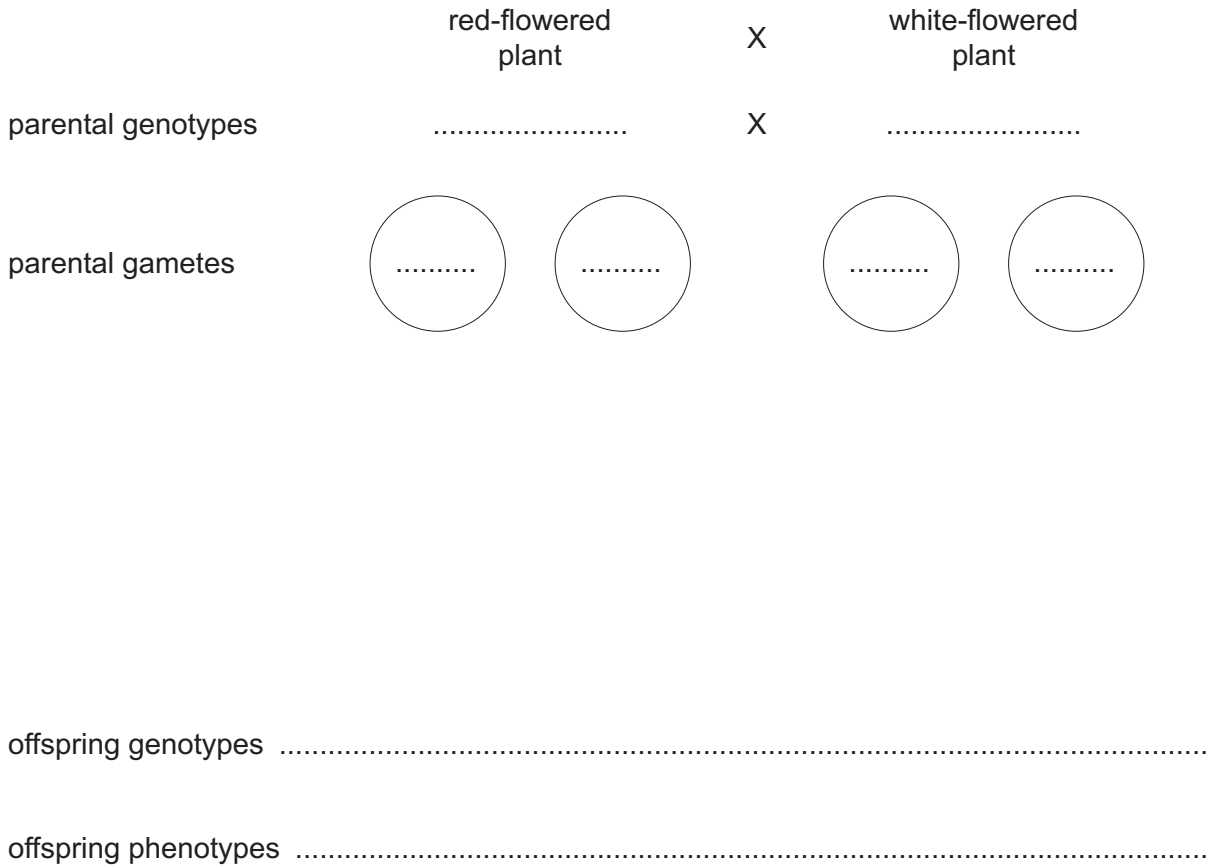 red-flowered plant X white-flowered plant
parental genotypes ........................ X ........................
parental gametes .......... .......... .......... ..........
offspring genotypes ...................................................................................................................
offspring phenotypes .................................................................................................................